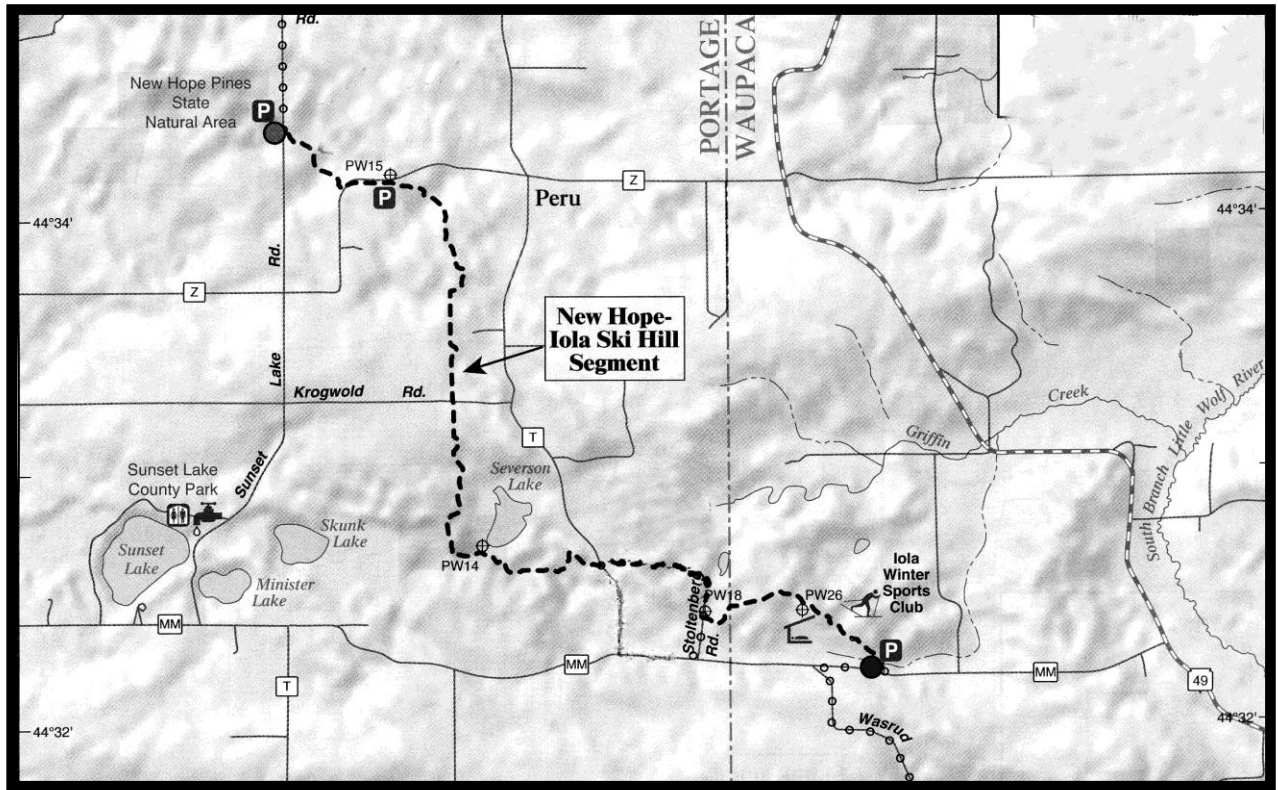 Rd.
PORTAGE
WAUPACA
New Hope Pines
State
Natural Area
P
PW15
P
Z
Peru
44°34'
44°34'
Rd.
Z
New Hope-
Iola Ski Hill
Segment
Lake
Krogwold Rd.
T
Creek
Griffin
South Branch Little Wolf River
Severson
Lake
Sunset Lake
County Park
Sunset
Skunk
Lake
Sunset
Lake
Minister
Lake
PW14
Iola
Winter
Sports
Club
PW18
PW26
Stoltenberg
Rd.
P
MM
MM
MM
T
49
44°32'
44°32'
Wasrud